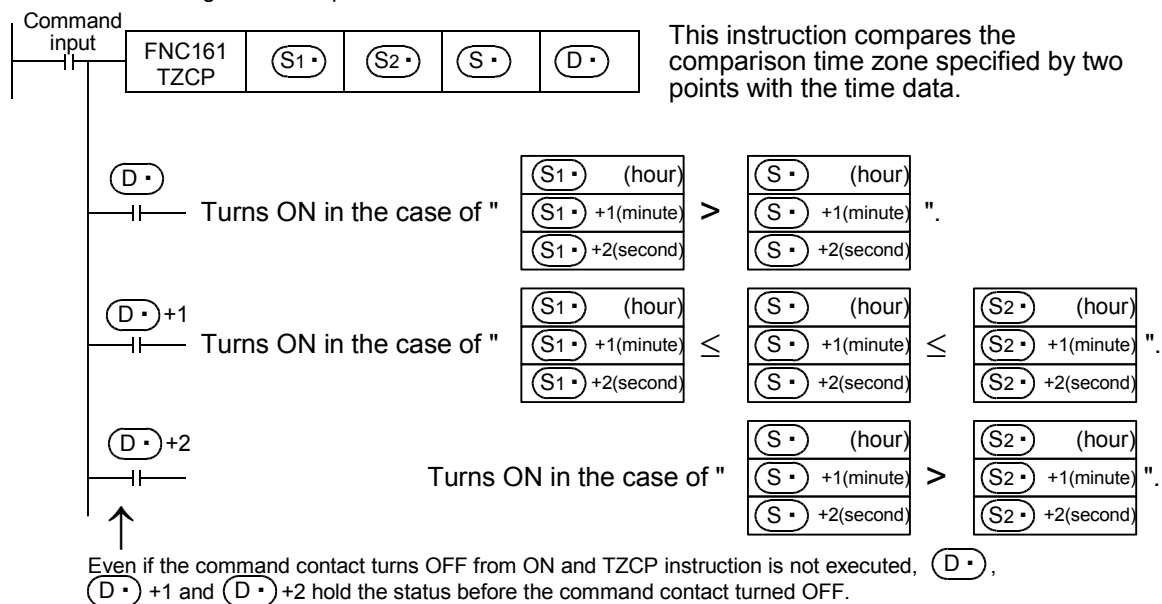 Command
input
FNC161
TZCP
S1・
S2・
S・
D・
This instruction compares the
comparison time zone specified by two
points with the time data.
D・
Turns ON in the case of "
S1・ (hour)
S1・ +1(minute)
S1・ +2(second)
>
S・ (hour)
S・ +1(minute)
S・ +2(second)
".
D・+1
Turns ON in the case of "
S1・ (hour)
S1・ +1(minute)
S1・ +2(second)
≤
S・ (hour)
S・ +1(minute)
S・ +2(second)
≤
S2・ (hour)
S2・ +1(minute)
S2・ +2(second)
".
D・+2
Turns ON in the case of "
S・ (hour)
S・ +1(minute)
S・ +2(second)
>
S2・ (hour)
S2・ +1(minute)
S2・ +2(second)
".
Even if the command contact turns OFF from ON and TZCP instruction is not executed, D・,
D・ +1 and D・+2 hold the status before the command contact turned OFF.